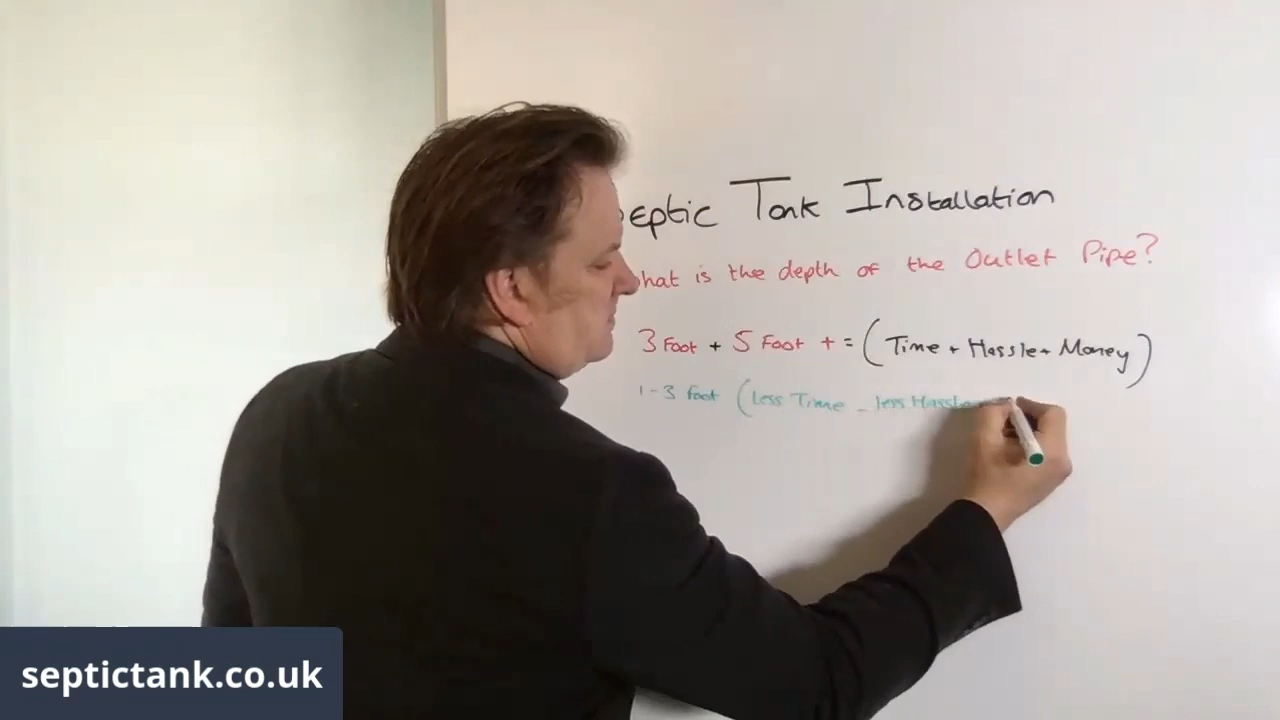 eptic Tank Installation
hat is the depth of the Outlet Pipe?
3 Foot + 5 Foot + = (Time + Hassle + Money)
1-3 foot (less Time - less Hassle
septictank.co.uk